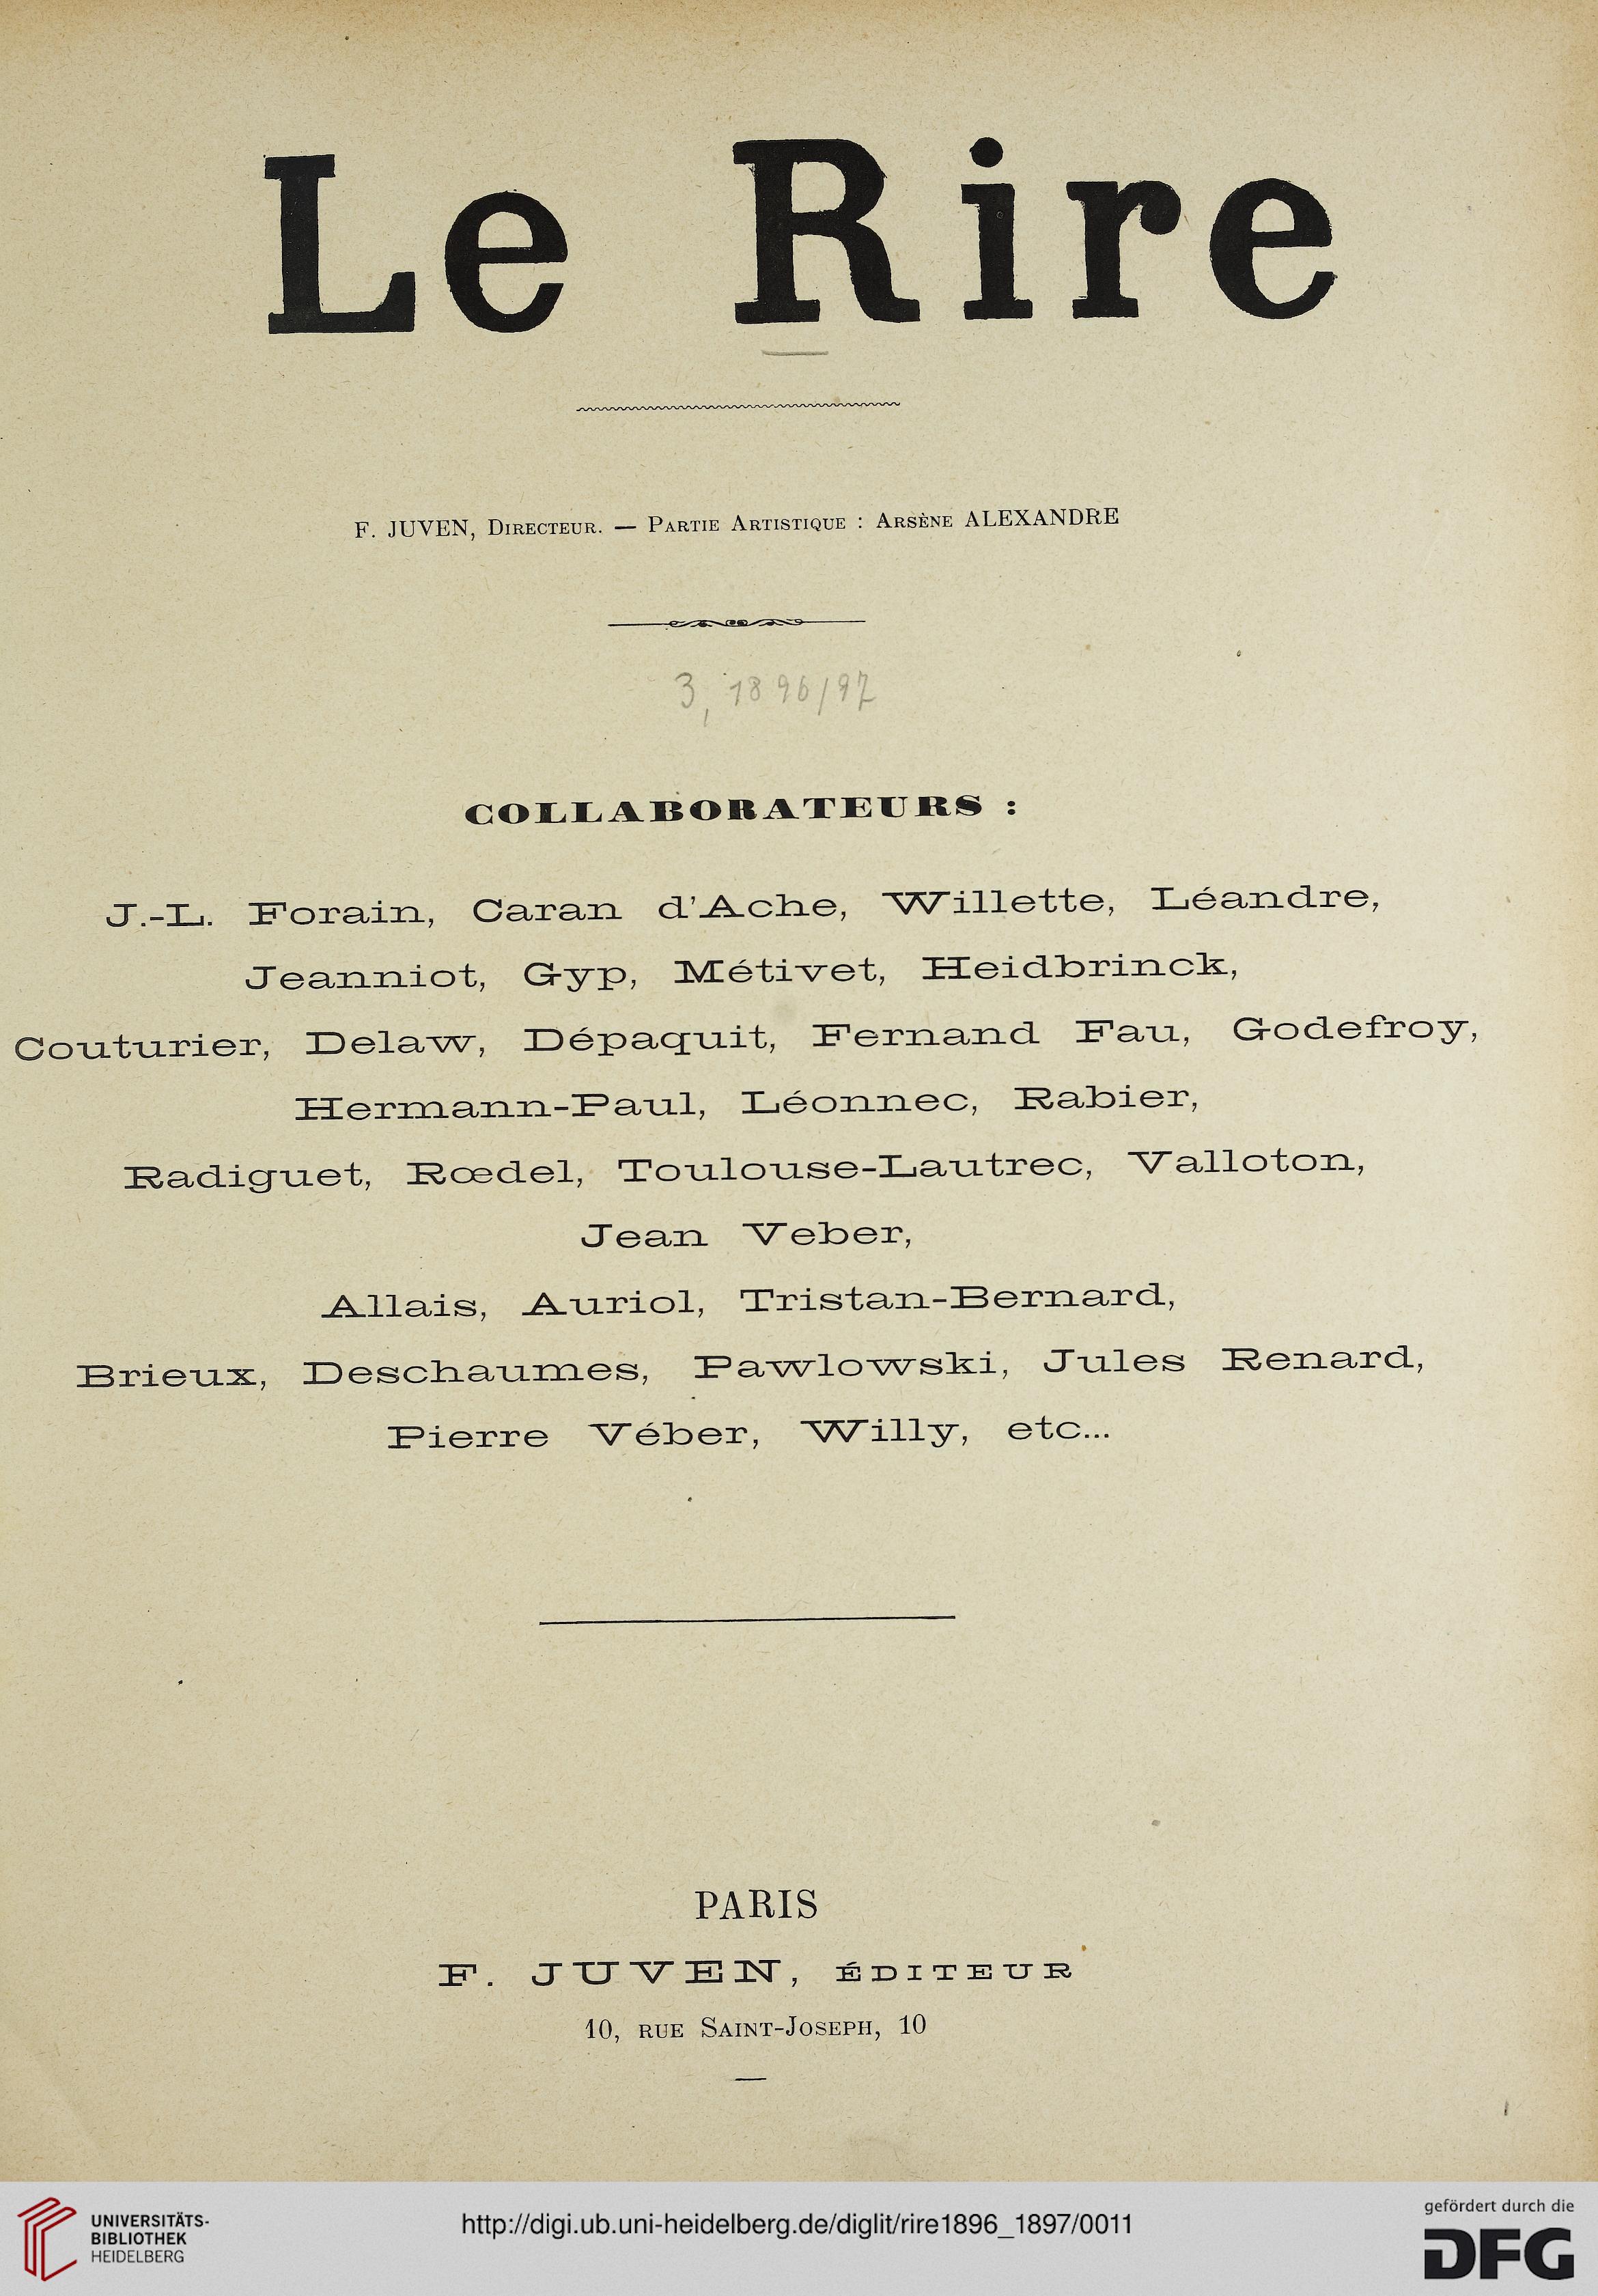 Le Rire
F. JUVEN, DIRECTEUR. — PARTIE ARTISTIQUE : ARSÈNE ALEXANDRE
3, 1896/97
COLLABORATEURS :
J.-L. Forain, Caran d'Ache, Willette, Léandre,
Jeanniot, Gyp, Métivet, Heidbrinck,
Couturier, Delaw, Dépaquit, Fernand Fau, Godefroy,
Hermann-Paul, Léonnec, Rabier,
Radiguet, Rœdel, Toulouse-Lautrec, Valloton,
Jean Veber,
Allais, Auriol, Tristan-Bernard,
Brieux, Deschaumes, Pawlowski, Jules Renard,
Pierre Véber, Willy, etc...
PARIS
F. JUVEN, ÉDITEUR
10, RUE SAINT-JOSEPH, 10
UNIVERSITÄTS-
BIBLIOTHEK
HEIDELBERG
http://digi.ub.uni-heidelberg.de/diglit/rire1896_1897/0011
gefördert durch die
DFG